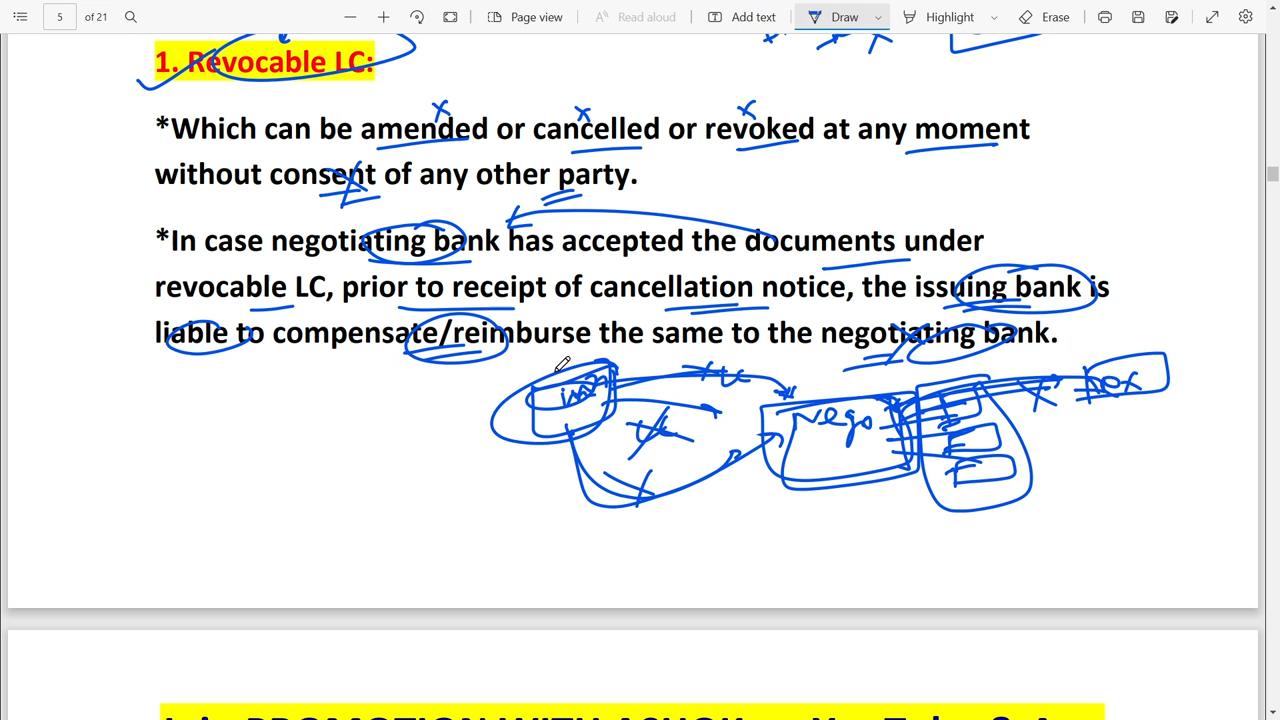 5 of 21 Page view Read aloud Add text Draw Highlight Erase
1. Revocable LC:
*Which can be amended or cancelled or revoked at any moment
without consent of any other party.
*In case negotiating bank has accepted the documents under
revocable LC, prior to receipt of cancellation notice, the issuing bank is
liable to compensate/reimburse the same to the negotiating bank.
Nego